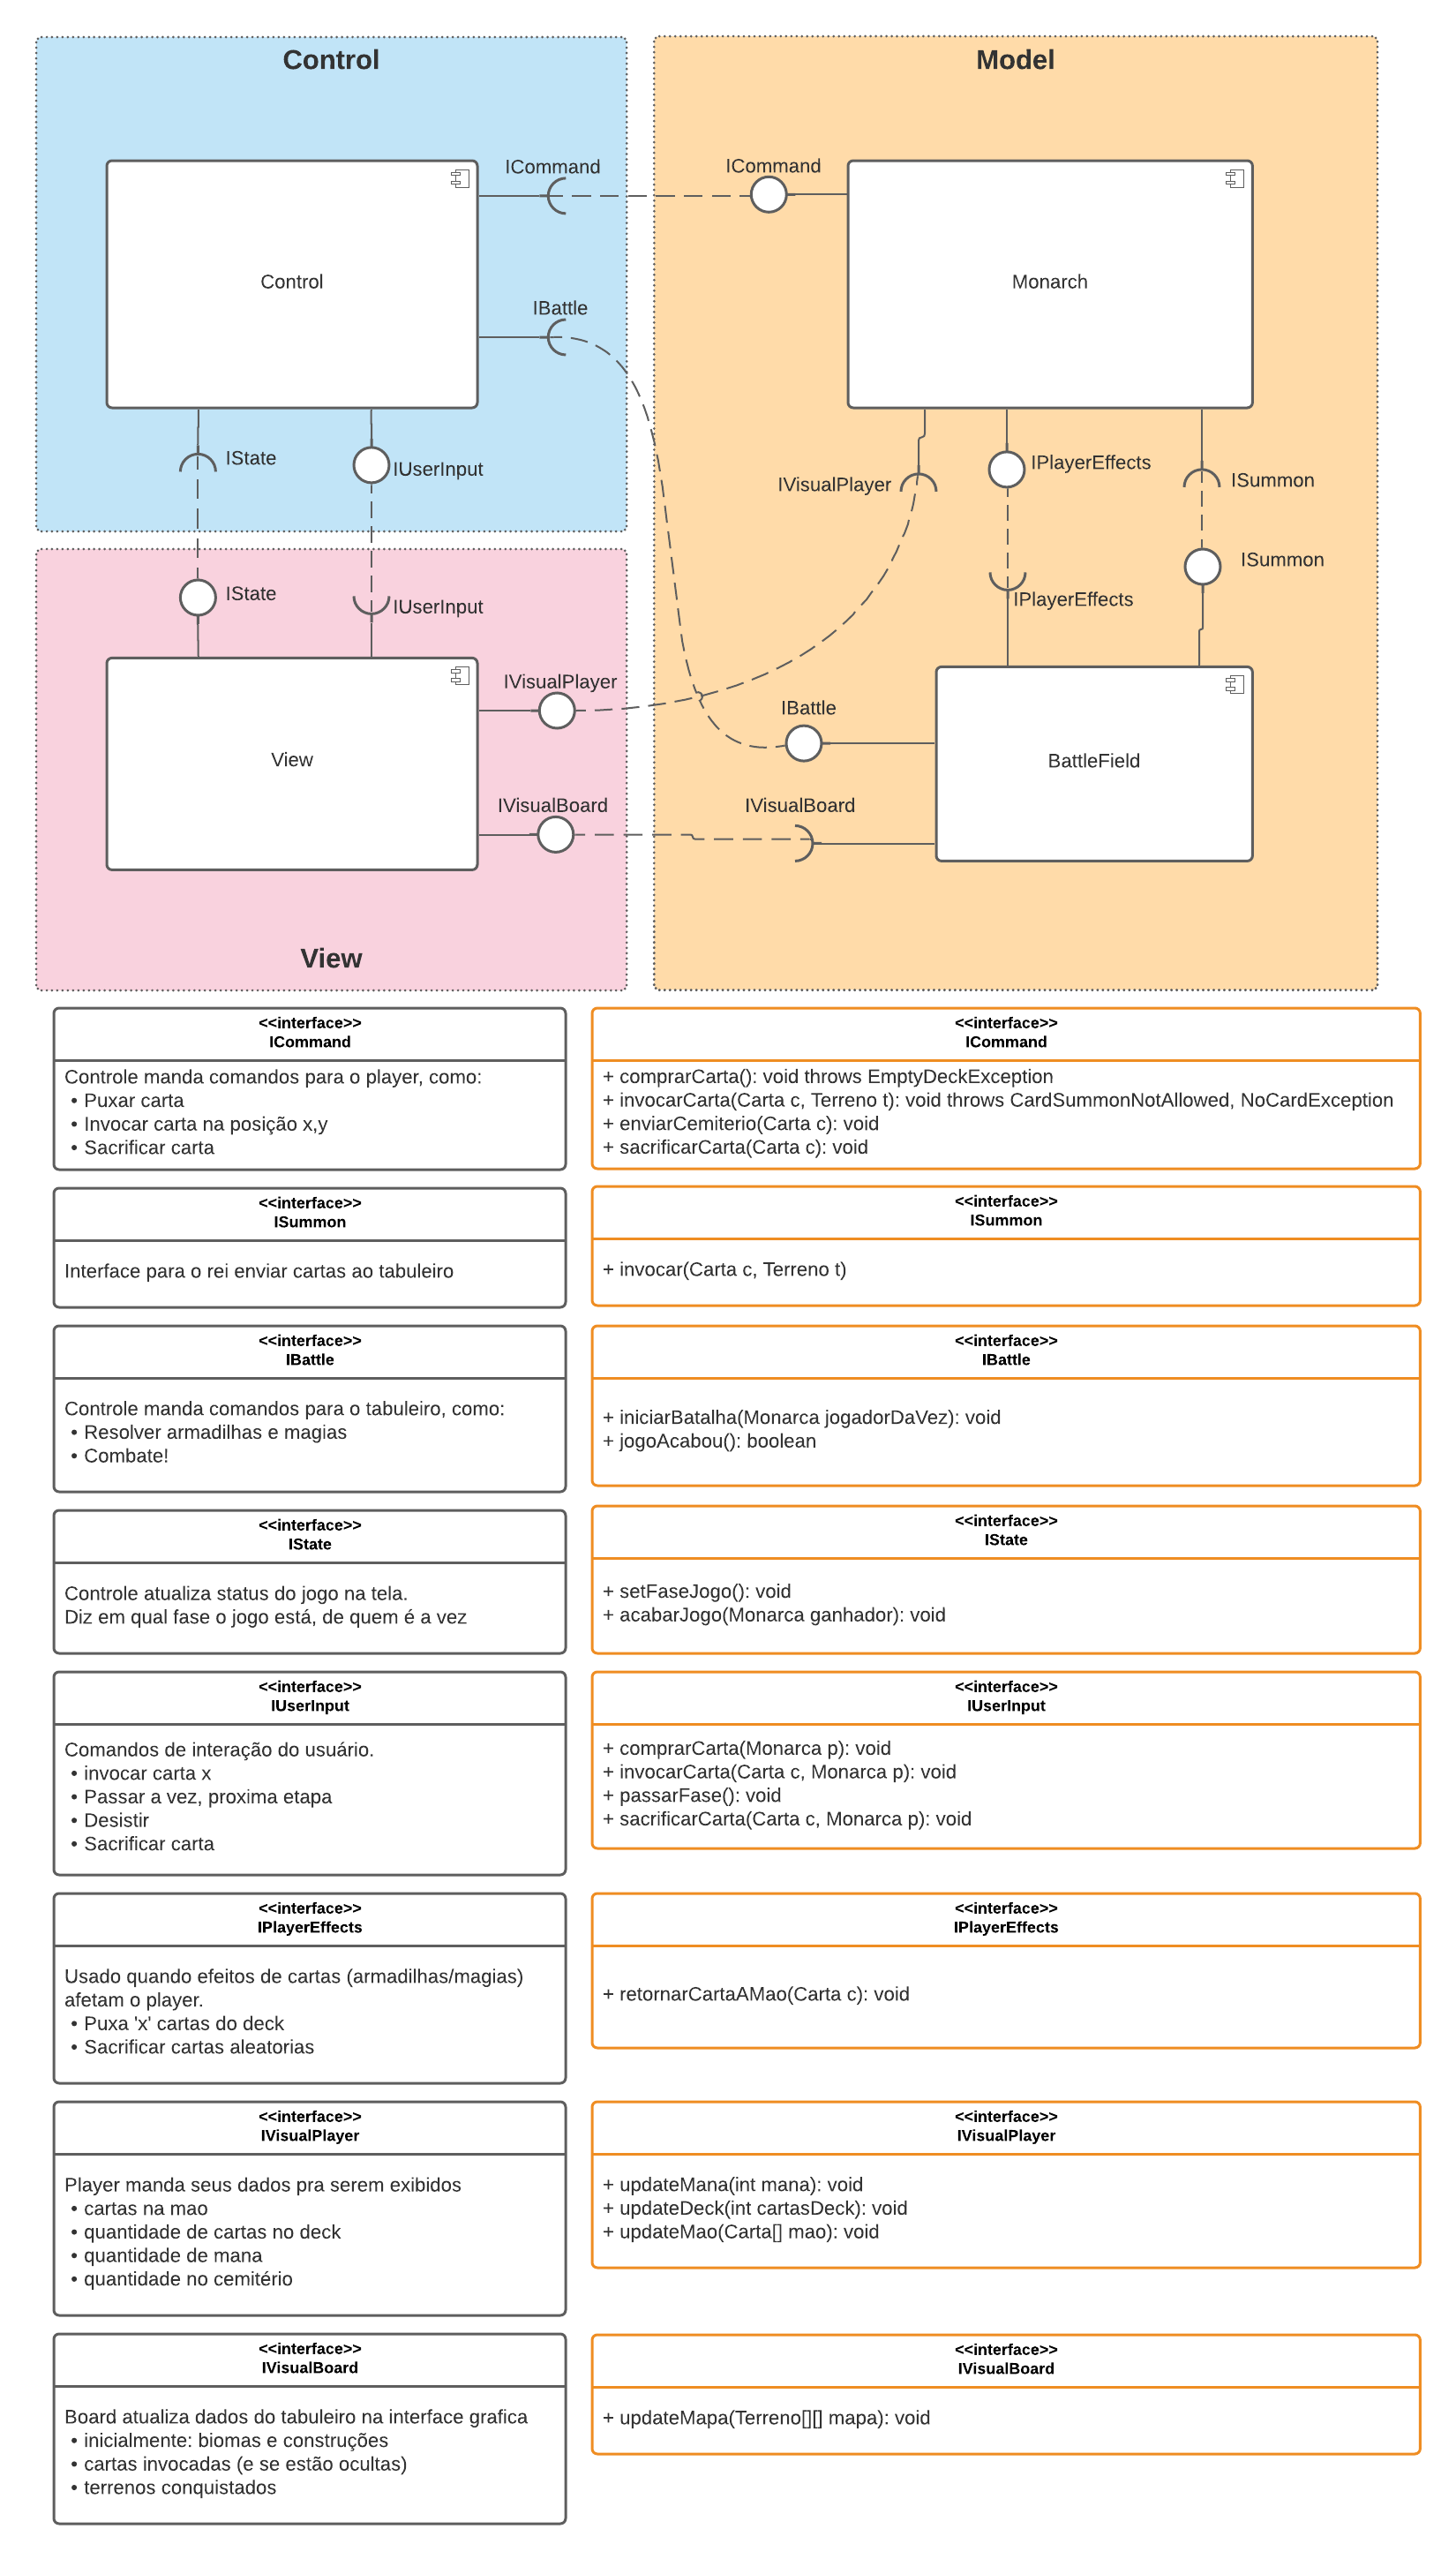 Control
Model
ICommand
ICommand
Control
Monarch
IBattle
IState
IUserInput
IVisualPlayer
IPlayerEffects
ISummon
IState
IUserInput
IPlayerEffects
ISummon
IVisualPlayer
IBattle
View
BattleField
IVisualBoard
IVisualBoard
View
<<interface>>
ICommand
Controle manda comandos para o player, como:
• Puxar carta
• Invocar carta na posição x,y
• Sacrificar carta
<<interface>>
ICommand
+ comprarCarta(): void throws EmptyDeckException
+ invocarCarta(Carta c, Terreno t): void throws CardSummonNotAllowed, NoCardException
+ enviarCemiterio(Carta c): void
+ sacrificarCarta(Carta c): void
<<interface>>
ISummon
Interface para o rei enviar cartas ao tabuleiro
<<interface>>
ISummon
+ invocar(Carta c, Terreno t)
<<interface>>
IBattle
Controle manda comandos para o tabuleiro, como:
• Resolver armadilhas e magias
• Combate!
<<interface>>
IBattle
+ iniciarBatalha(Monarca jogadorDaVez): void
+ jogoAcabou(): boolean
<<interface>>
IState
Controle atualiza status do jogo na tela.
Diz em qual fase o jogo está, de quem é a vez
<<interface>>
IState
+ setFaseJogo(): void
+ acabarJogo(Monarca ganhador): void
<<interface>>
IUserInput
Comandos de interação do usuário.
• invocar carta x
• Passar a vez, proxima etapa
• Desistir
• Sacrificar carta
<<interface>>
IUserInput
+ comprarCarta(Monarca p): void
+ invocarCarta(Carta c, Monarca p): void
+ passarFase(): void
+ sacrificarCarta(Carta c, Monarca p): void
<<interface>>
IPlayerEffects
Usado quando efeitos de cartas (armadilhas/magias)
afetam o player.
• Puxa 'x' cartas do deck
• Sacrificar cartas aleatorias
<<interface>>
IPlayerEffects
+ retornarCartaAMao(Carta c): void
<<interface>>
IVisualPlayer
Player manda seus dados pra serem exibidos
• cartas na mao
• quantidade de cartas no deck
• quantidade de mana
• quantidade no cemitério
<<interface>>
IVisualPlayer
+ updateMana(int mana): void
+ updateDeck(int cartasDeck): void
+ updateMao(Carta[] mao): void
<<interface>>
IVisualBoard
Board atualiza dados do tabuleiro na interface grafica
• inicialmente: biomas e construções
• cartas invocadas (e se estão ocultas)
• terrenos conquistados
<<interface>>
IVisualBoard
+ updateMapa(Terreno[][] mapa): void